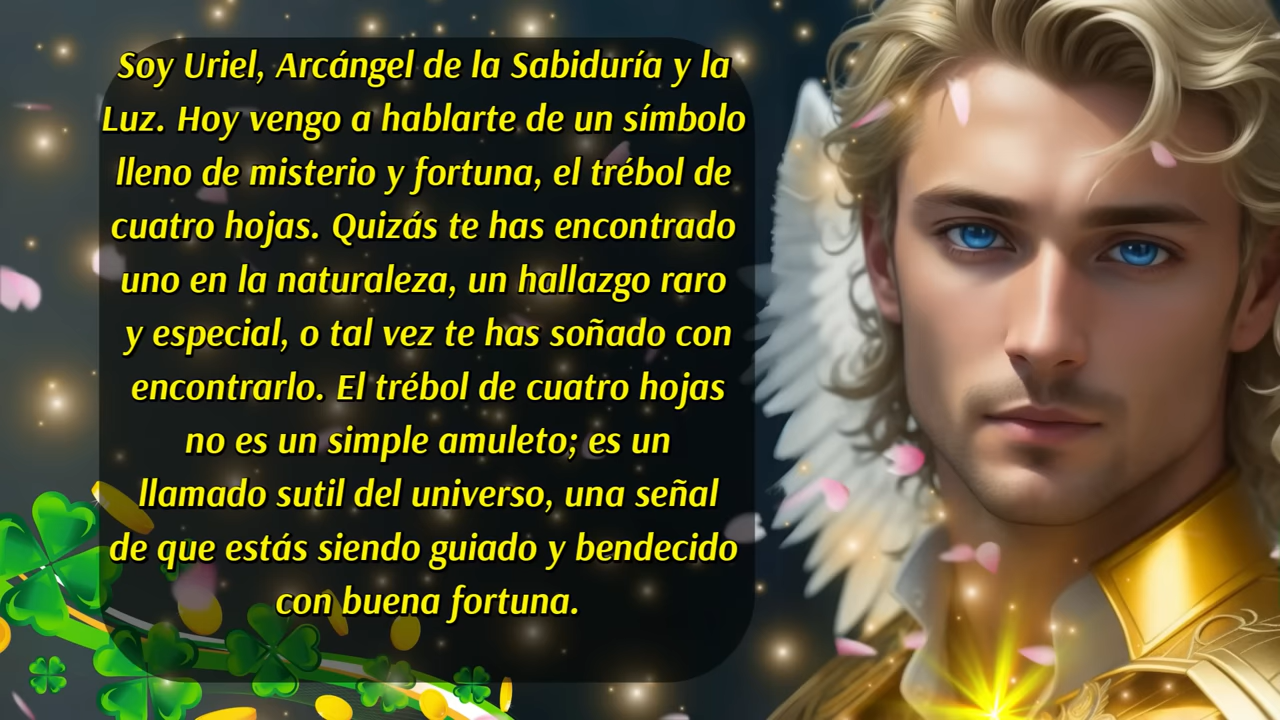 Soy Uriel, Arcángel de la Sabiduría y la
Luz. Hoy vengo a hablarte de un símbolo
lleno de misterio y fortuna, el trébol de
cuatro hojas. Quizás te has encontrado
uno en la naturaleza, un hallazgo raro
y especial, o tal vez te has soñado con
encontrarlo. El trébol de cuatro hojas
no es un simple amuleto; es un
llamado sutil del universo, una señal
de que estás siendo guiado y bendecido
con buena fortuna.